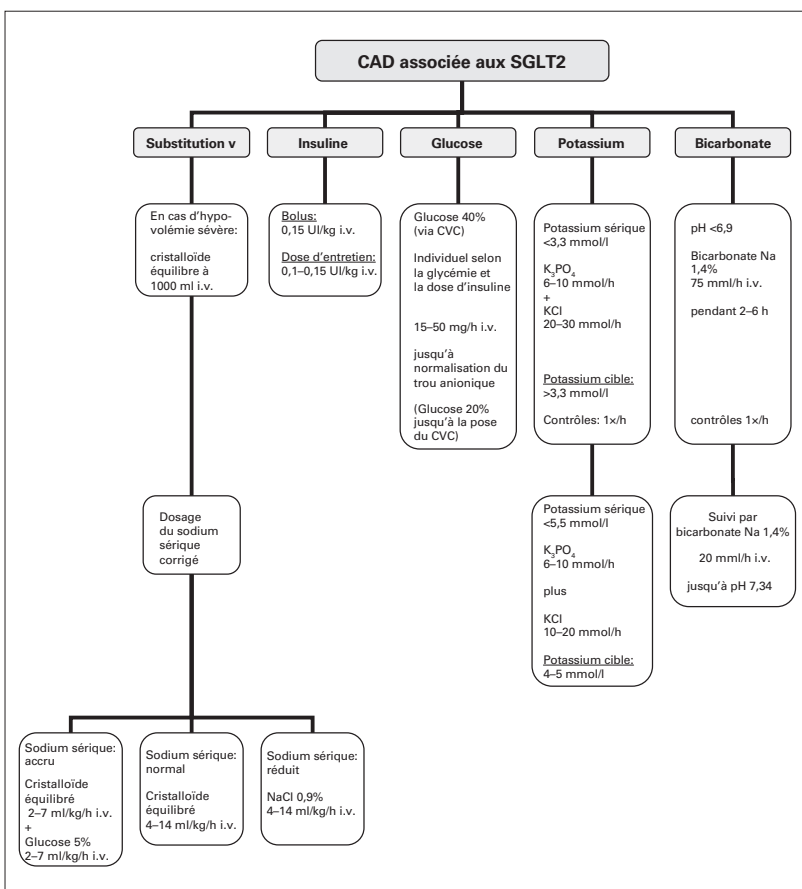 CAD associée aux SGLT2
Substitution v
Insuline
Glucose
Potassium
Bicarbonate
En cas d'hypo-
volémie sévère:
cristalloïde
équilibre à
1000 ml i.v.
Bolus:
0,15 UI/kg i.v.
Dose d'entretien:
0,1–0,15 UI/kg i.v.
Glucose 40%
(via CVC)
Individuel selon
la glycémie et
la dose d'insuline
15–50 mg/h i.v.
jusqu'à
normalisation du
trou anionique
(Glucose 20%
jusqu'à la pose
du CVC)
Potassium sérique
<3,3 mmol/l
K3PO4
6–10 mmol/h
+
KCl
20–30 mmol/h
Potassium cible:
>3,3 mmol/l
Contrôles: 1×/h
pH <6,9
Bicarbonate Na
1,4%
75 mml/h i.v.
pendant 2–6 h
contrôles 1×/h
Dosage
du sodium
sérique
corrigé
Potassium sérique
<5,5 mmol/l
K3PO4
6–10 mmol/h
plus
KCl
10–20 mmol/h
Potassium cible:
4–5 mmol/l
Suivi par
bicarbonate Na 1,4%
20 mml/h i.v.
jusqu'à pH 7,34
Sodium sérique:
accru
Cristalloïde
équilibré
2–7 ml/kg/h i.v.
+
Glucose 5%
2–7 ml/kg/h i.v.
Sodium sérique:
normal
Cristalloïde
équilibré
4–14 ml/kg/h i.v.
Sodium sérique:
réduit
NaCl 0,9%
4–14 ml/kg/h i.v.